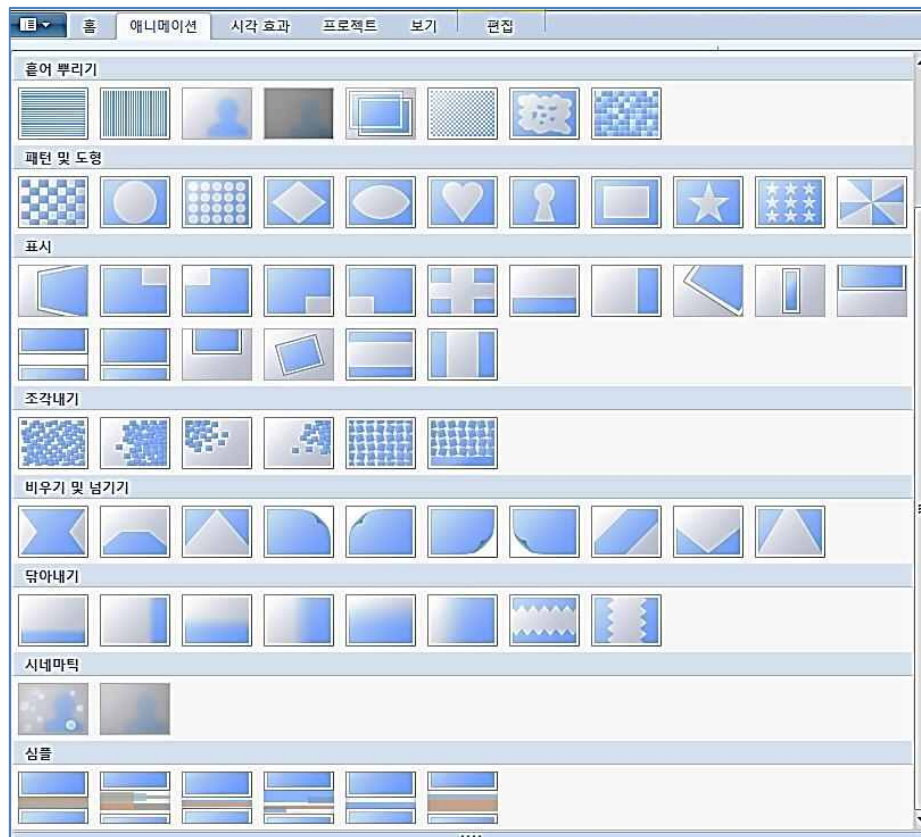 홈 애니메이션 시각 효과 프로젝트 보기 편집
흩어 뿌리기
패턴 및 도형
표시
조각내기
비우기 및 넘기기
닦아내기
시네마틱
심플